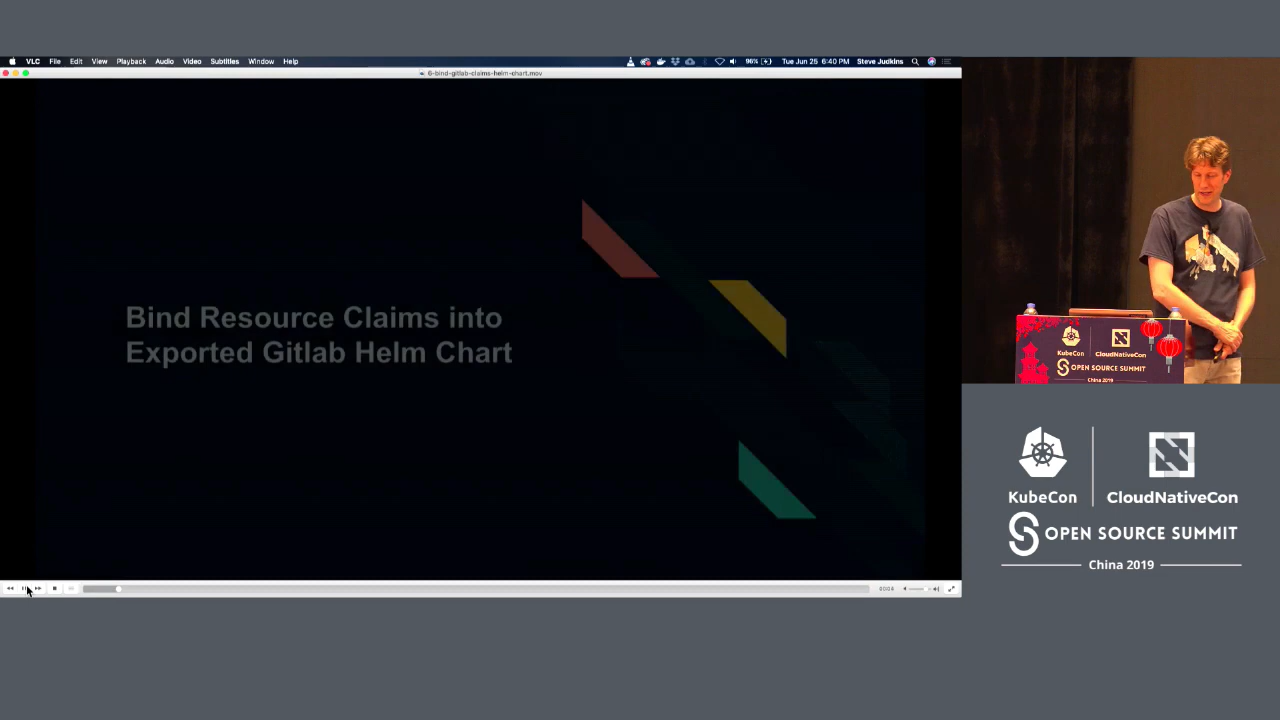 VLC File Edit View Playback Audio Video Subtitles Window Help
96% Tue Jun 25 6:40 PM Steve Judkins
6-bind-gitlab-claims-helm-chart.mov
Bind Resource Claims into
Exported Gitlab Helm Chart
KubeCon CloudNativeCon
OPEN SOURCE SUMMIT
China 2019
KubeCon CloudNativeCon
OPEN SOURCE SUMMIT
China 2019